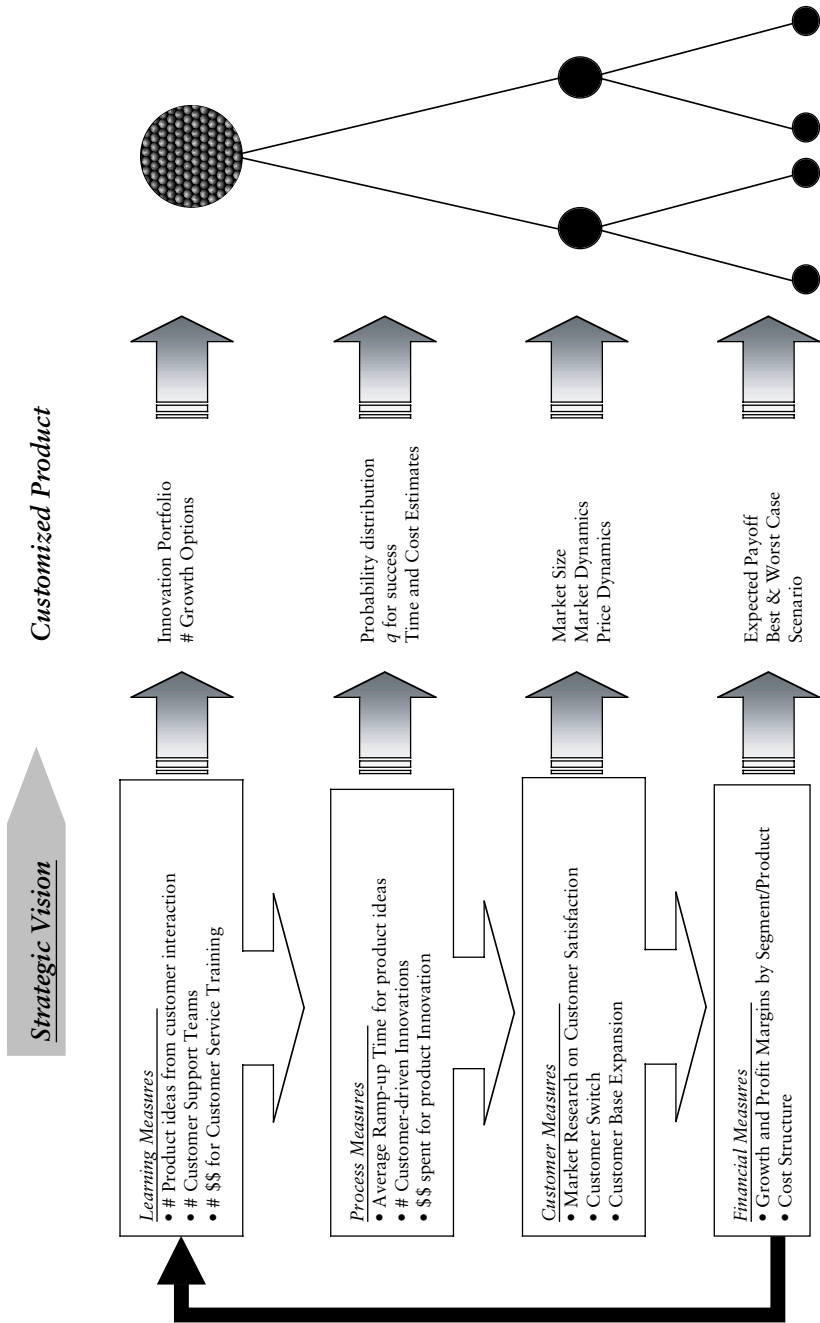 Strategic Vision
Customized Product
Learning Measures
• # Product ideas from customer interaction
• # Customer Support Teams
• # $$ for Customer Service Training
Innovation Portfolio
# Growth Options
Process Measures
• Average Ramp-up Time for product ideas
• # Customer-driven Innovations
• $$ spent for product Innovation
Probability distribution
q for success
Time and Cost Estimates
Customer Measures
• Market Research on Customer Satisfaction
• Customer Switch
• Customer Base Expansion
Market Size
Market Dynamics
Price Dynamics
Financial Measures
• Growth and Profit Margins by Segment/Product
• Cost Structure
Expected Payoff
Best & Worst Case
Scenario